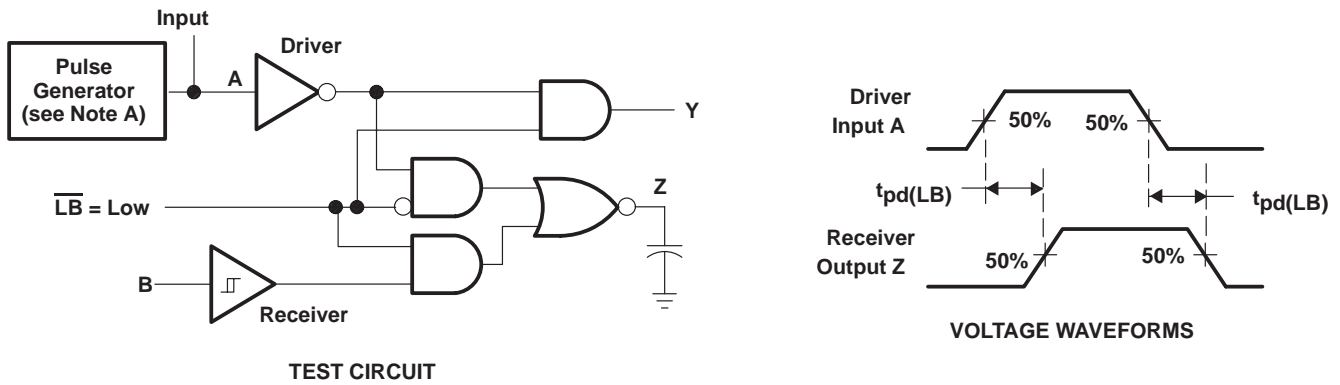 Input
Driver
Pulse
Generator
(see Note A)
A
Y
LB = Low
Z
B
Receiver
TEST CIRCUIT
Driver
Input A
50%
50%
tpd(LB)
tpd(LB)
Receiver
Output Z
50%
50%
VOLTAGE WAVEFORMS